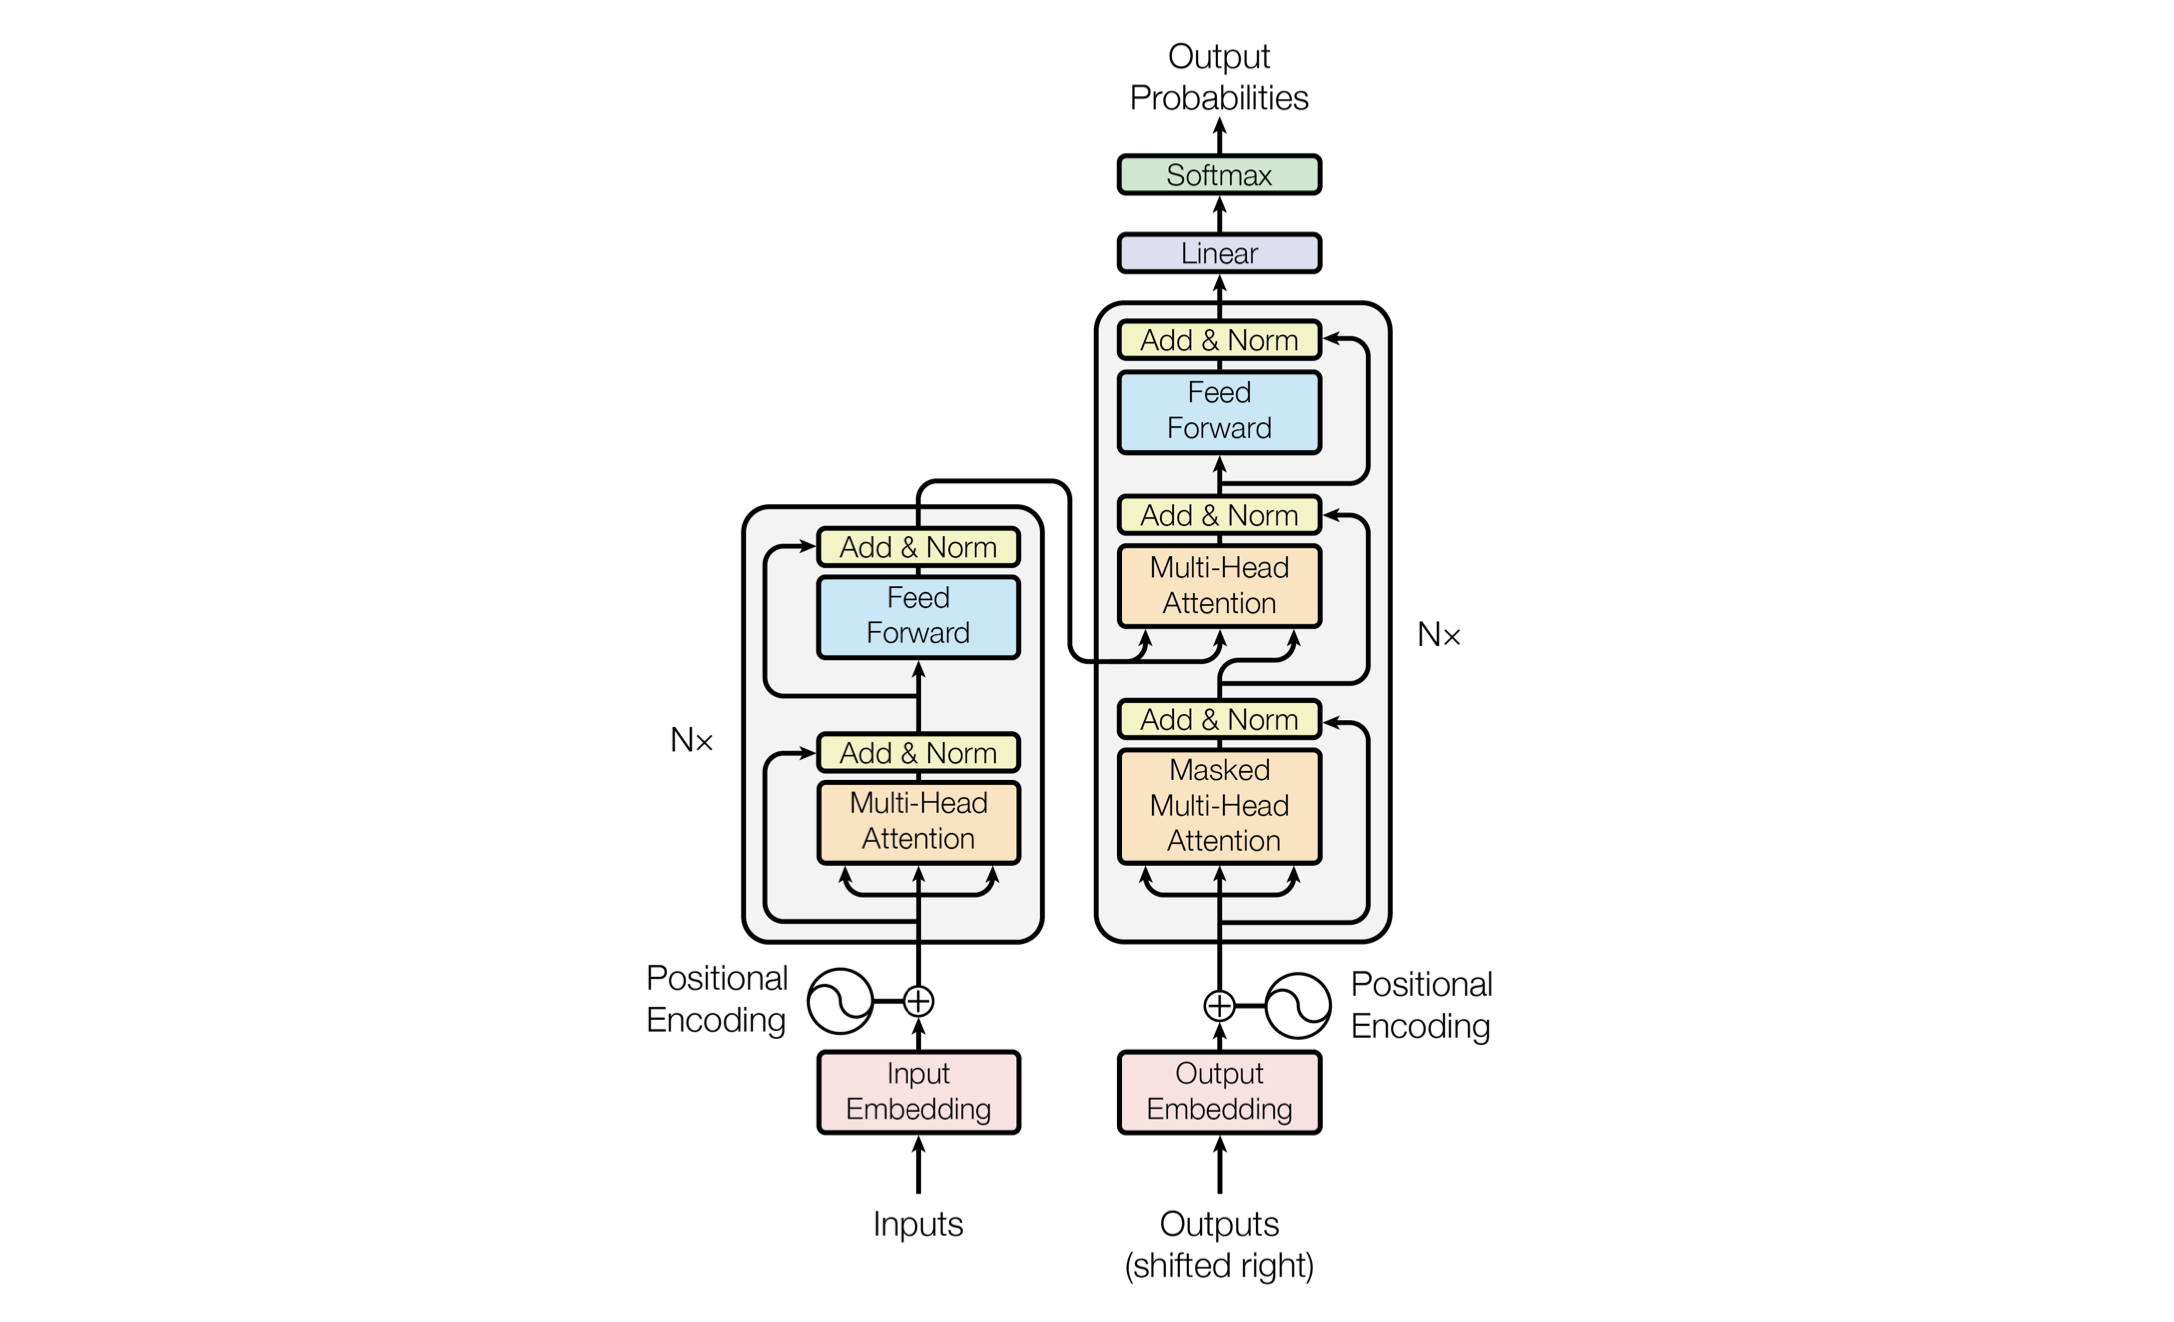 Output
Probabilities
Softmax
Linear
Add & Norm
Feed
Forward
Add & Norm
Multi-Head
Attention
Nx
Add & Norm
Masked
Multi-Head
Attention
Add & Norm
Feed
Forward
Nx
Add & Norm
Multi-Head
Attention
Positional
Encoding
Positional
Encoding
Input
Embedding
Output
Embedding
Inputs
Outputs
(shifted right)